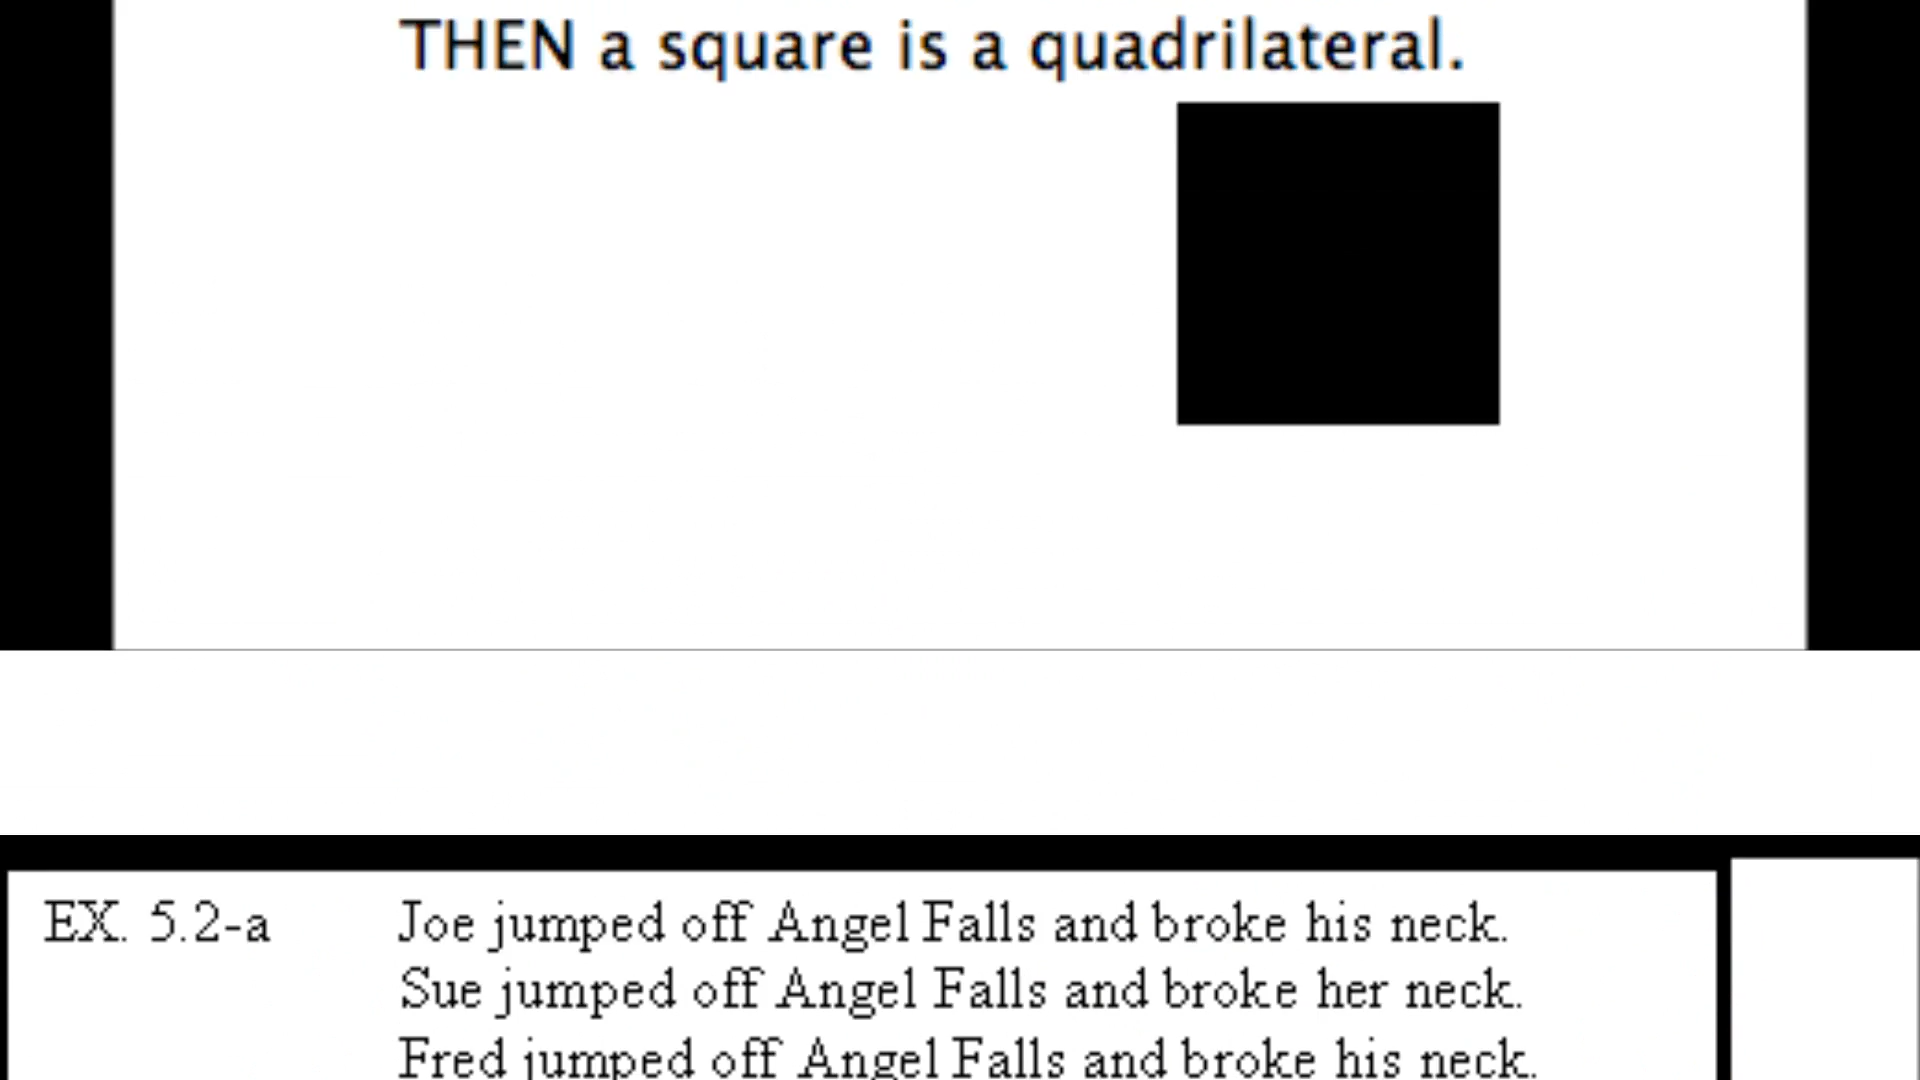 THEN a square is a quadrilateral.
EX. 5.2-a Joe jumped off Angel Falls and broke his neck.
Sue jumped off Angel Falls and broke her neck.
Fred jumped off Angel Falls and broke his neck.